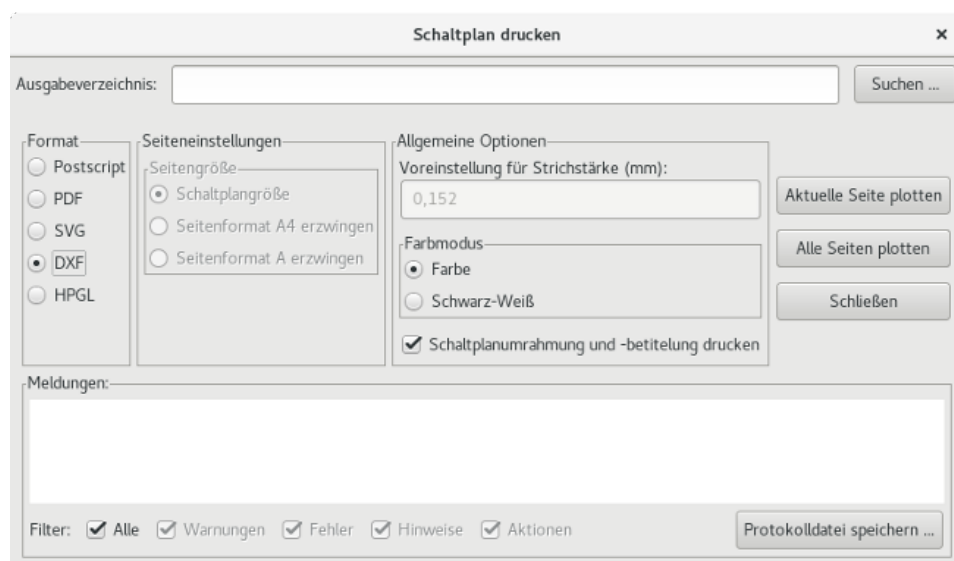 Schaltplan drucken
Ausgabeverzeichnis:
Suchen ...
Format
Postscript
PDF
SVG
DXF
HPGL
Seiteneinstellungen
Seitengröße
Schaltplangröße
Seitenformat A4 erzwingen
Seitenformat A erzwingen
Allgemeine Optionen
Voreinstellung für Strichstärke (mm):
0,152
Farbmodus
Farbe
Schwarz-Weiß
Schaltplanumrahmung und -betitelung drucken
Aktuelle Seite plotten
Alle Seiten plotten
Schließen
Meldungen:
Filter: Alle Warnungen Fehler Hinweise Aktionen
Protokolldatei speichern ...